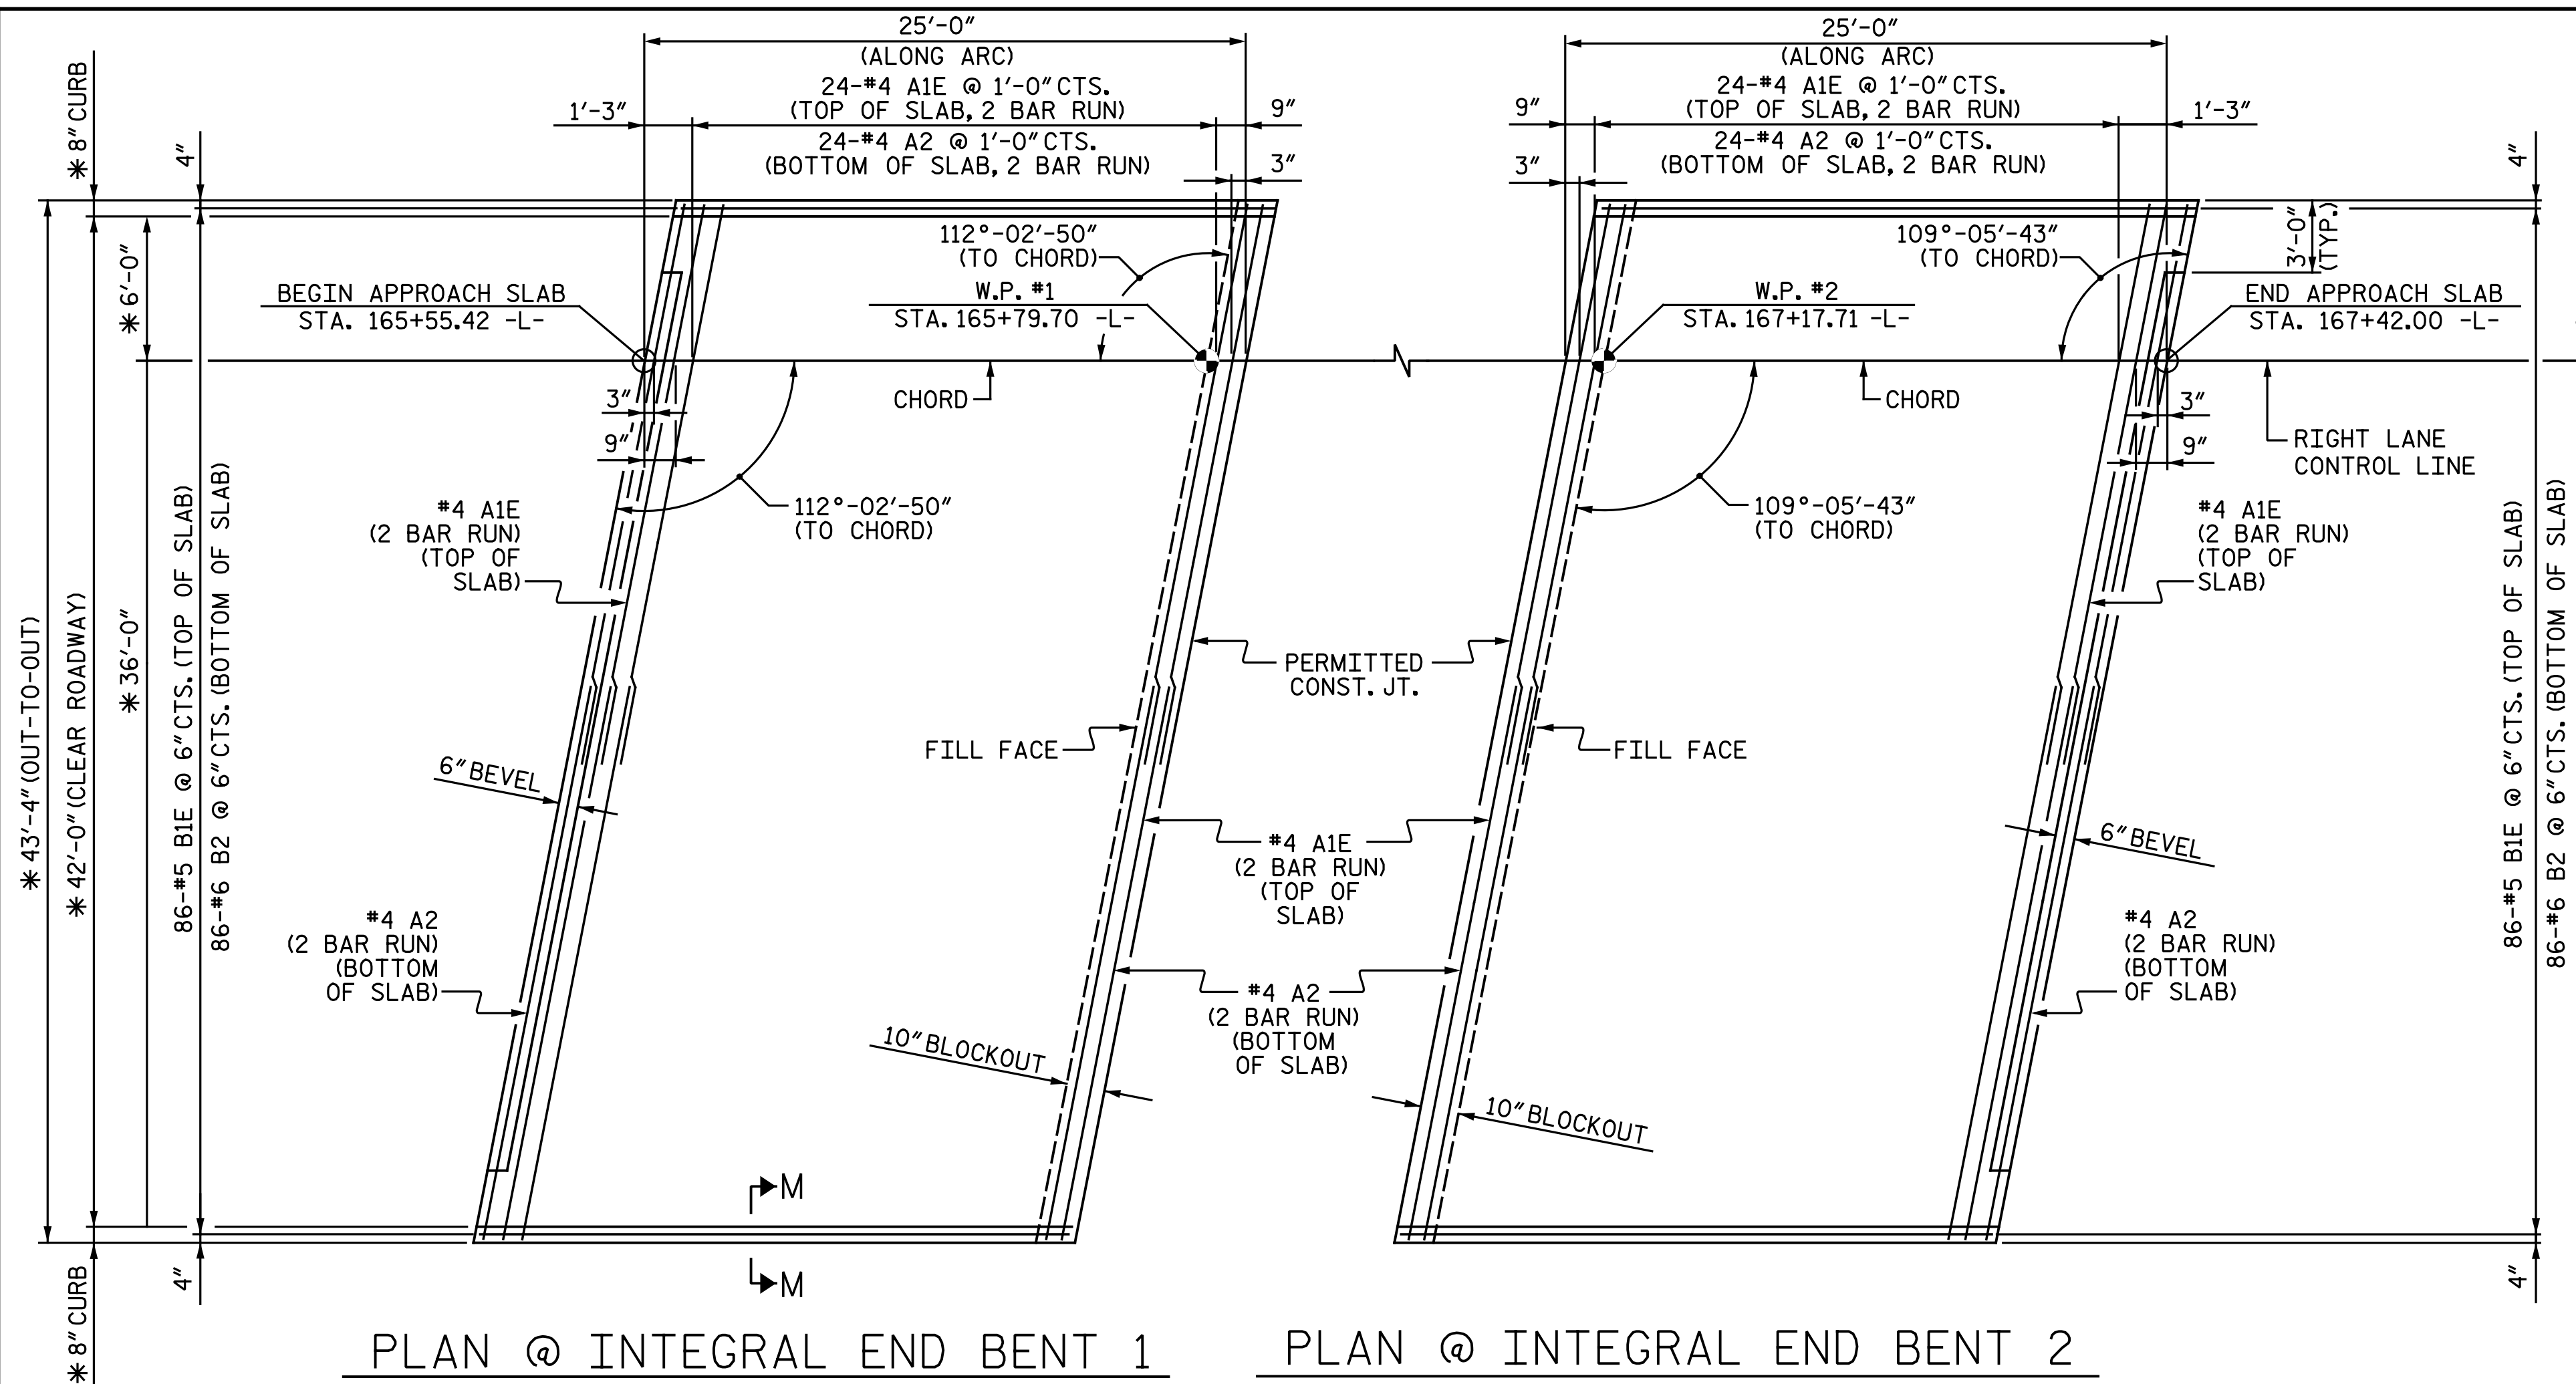 25'-0"
(ALONG ARC)
24-#4 A1E @ 1'-0" CTS.
(TOP OF SLAB, 2 BAR RUN)
24-#4 A2 @ 1'-0" CTS.
(BOTTOM OF SLAB, 2 BAR RUN)
1'-3"
9"
3"
25'-0"
(ALONG ARC)
24-#4 A1E @ 1'-0" CTS.
(TOP OF SLAB, 2 BAR RUN)
24-#4 A2 @ 1'-0" CTS.
(BOTTOM OF SLAB, 2 BAR RUN)
9"
3"
1'-3"
* 8" CURB
4"
* 6'-0"
* 43'-4" (OUT-TO-OUT)
* 42'-0" (CLEAR ROADWAY)
* 36'-0"
86-#5 B1E @ 6" CTS. (TOP OF SLAB)
86-#6 B2 @ 6" CTS. (BOTTOM OF SLAB)
* 8" CURB
4"
BEGIN APPROACH SLAB
STA. 165+55.42 -L-
112°-02'-50"
(TO CHORD)
W.P. #1
STA. 165+79.70 -L-
CHORD
3"
9"
112°-02'-50"
(TO CHORD)
#4 A1E
(2 BAR RUN)
(TOP OF
SLAB)
6" BEVEL
#4 A2
(2 BAR RUN)
(BOTTOM
OF SLAB)
FILL FACE
10" BLOCKOUT
M
M
PERMITTED
CONST. JT.
#4 A1E
(2 BAR RUN)
(TOP OF
SLAB)
#4 A2
(2 BAR RUN)
(BOTTOM
OF SLAB)
W.P. #2
STA. 167+17.71 -L-
109°-05'-43"
(TO CHORD)
3'-0"
(TYP.)
END APPROACH SLAB
STA. 167+42.00 -L-
CHORD
3"
9"
RIGHT LANE
CONTROL LINE
109°-05'-43"
(TO CHORD)
#4 A1E
(2 BAR RUN)
(TOP OF
SLAB)
FILL FACE
6" BEVEL
#4 A2
(2 BAR RUN)
(BOTTOM
OF SLAB)
10" BLOCKOUT
4"
86-#5 B1E @ 6" CTS. (TOP OF SLAB)
86-#6 B2 @ 6" CTS. (BOTTOM OF SLAB)
4"
PLAN @ INTEGRAL END BENT 1
PLAN @ INTEGRAL END BENT 2